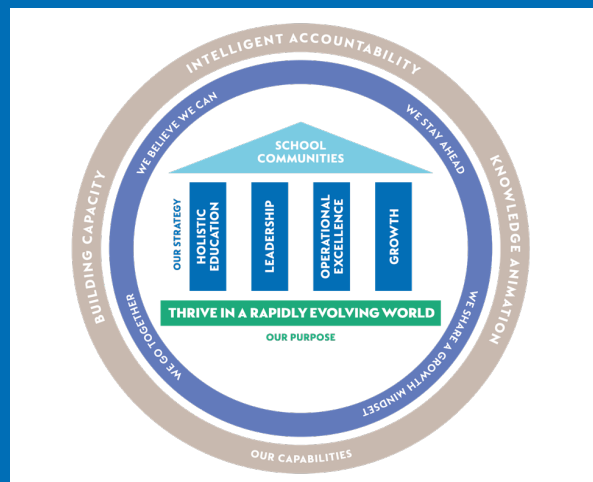 INTELLIGENT ACCOUNTABILITY
BUILDING CAPACITY
KNOWLEDGE ANIMATION
OUR CAPABILITIES
WE BELIEVE WE CAN
WE STAY AHEAD
WE GO TOGETHER
WE SHARE A GROWTH MINDSET
SCHOOL
COMMUNITIES
OUR STRATEGY
HOLISTIC
EDUCATION
LEADERSHIP
OPERATIONAL
EXCELLENCE
GROWTH
THRIVE IN A RAPIDLY EVOLVING WORLD
OUR PURPOSE